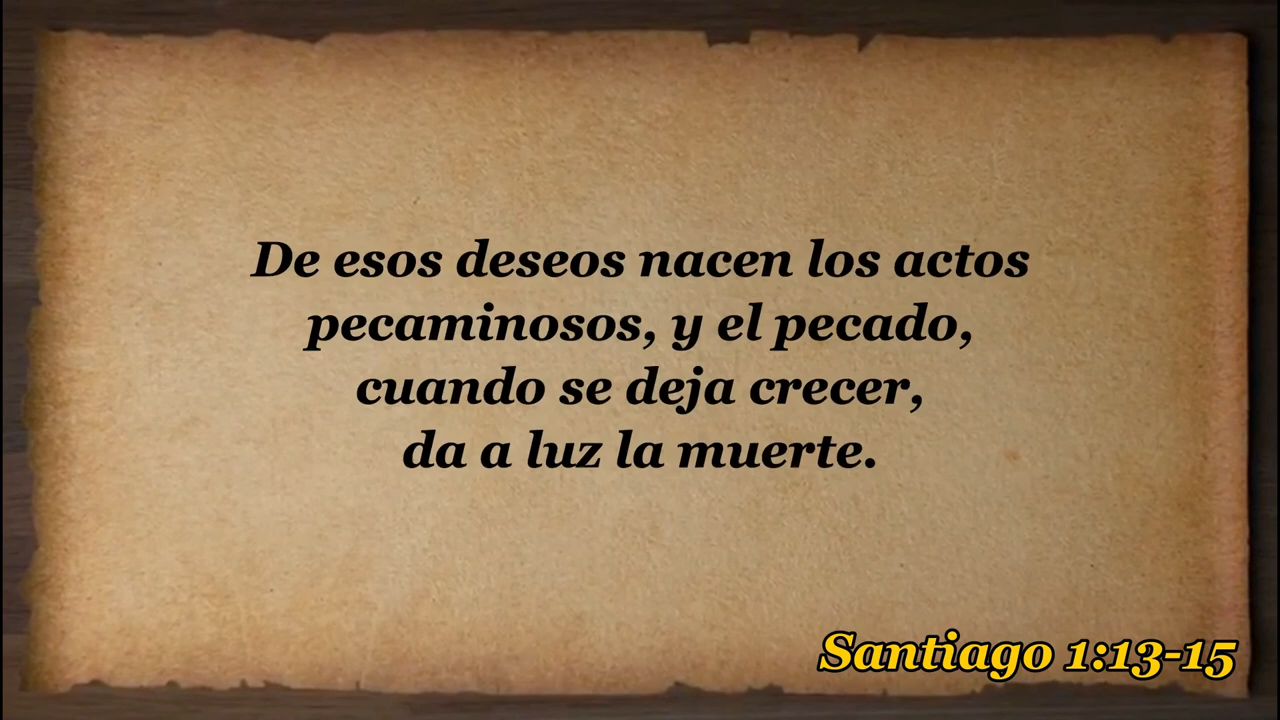 De esos deseos nacen los actos
pecaminosos, y el pecado,
cuando se deja crecer,
da a luz la muerte.
Santiago 1:13-15